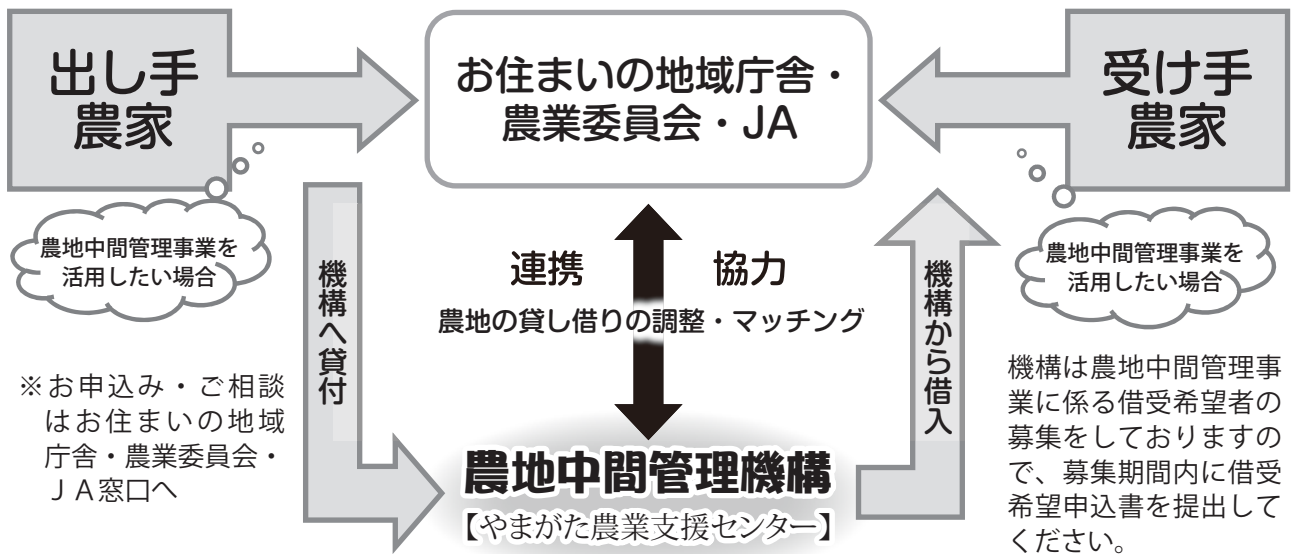 出し手
農家
お住まいの地域庁舎・
農業委員会・JA
受け手
農家
農地中間管理事業を
活用したい場合
農地中間管理事業を
活用したい場合
連携 協力
農地の貸し借りの調整・マッチング
機構へ貸付
機構から借入
※お申込み・ご相談
はお住まいの地域
庁舎・農業委員会・
ＪＡ窓口へ
農地中間管理機構
【やまがた農業支援センター】
機構は農地中間管理事
業に係る借受希望者の
募集をしておりますの
で、募集期間内に借受
希望申込書を提出して
ください。